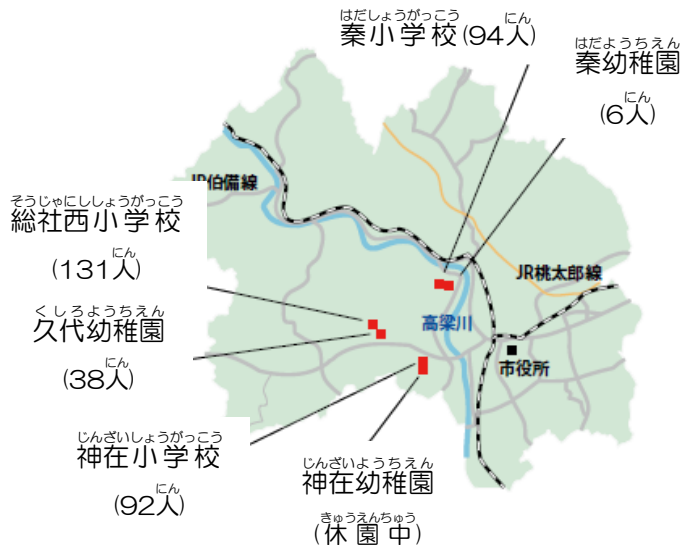 はだしょうがっこう にん
秦小学校(94人)
はだようちえん
秦幼稚園
にん
(6人)
JR伯備線
そうじゃにししょうがっこう
総社西小学校
にん
(131人)
JR桃太郎線
高梁川
くしろようちえん
久代幼稚園
にん
(38人)
市役所
じんざいしょうがっこう
神在小学校
にん
(92人)
じんざいようちえん
神在幼稚園
きゅうえんちゅう
(休園中)